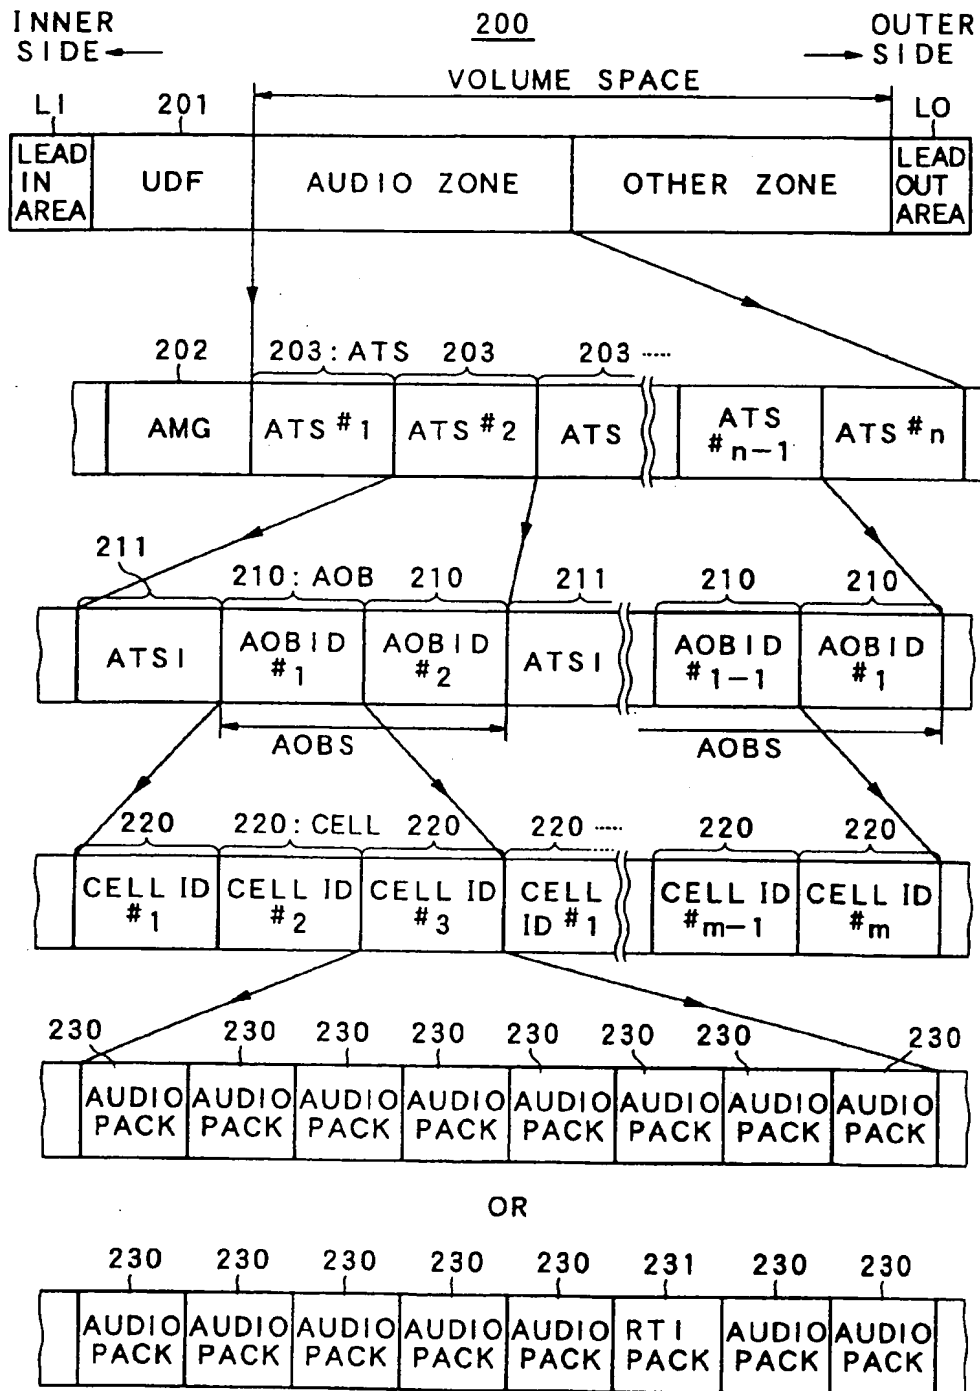 INNER SIDE
200
OUTER SIDE
VOLUME SPACE
LI 201 LO
LEAD IN AREA
UDF
AUDIO ZONE
OTHER ZONE
LEAD OUT AREA
202 203:ATS 203 203 .....
AMG
ATS #1
ATS #2
ATS
ATS #n-1
ATS #n
211 210:AOB 210 211 210 210
ATSI
AOBID #1
AOBID #2
ATSI
AOBID #1-1
AOBID #1
AOBS
AOBS
220 220:CELL 220 220 ..... 220 220
CELL ID #1
CELL ID #2
CELL ID #3
CELL ID #1
CELL ID #m-1
CELL ID #m
230 230 230 230 230 230 230 230
AUDIO PACK
AUDIO PACK
AUDIO PACK
AUDIO PACK
AUDIO PACK
AUDIO PACK
AUDIO PACK
AUDIO PACK
OR
230 230 230 230 230 231 230 230
AUDIO PACK
AUDIO PACK
AUDIO PACK
AUDIO PACK
AUDIO PACK
RTI PACK
AUDIO PACK
AUDIO PACK